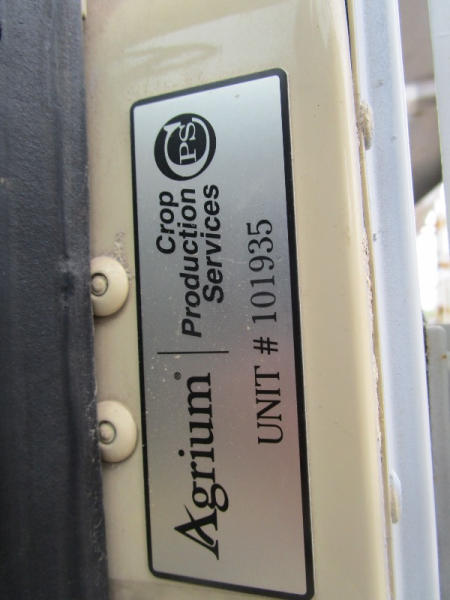 Agrium® | Crop
Production
Services
CPS
UNIT # 101935